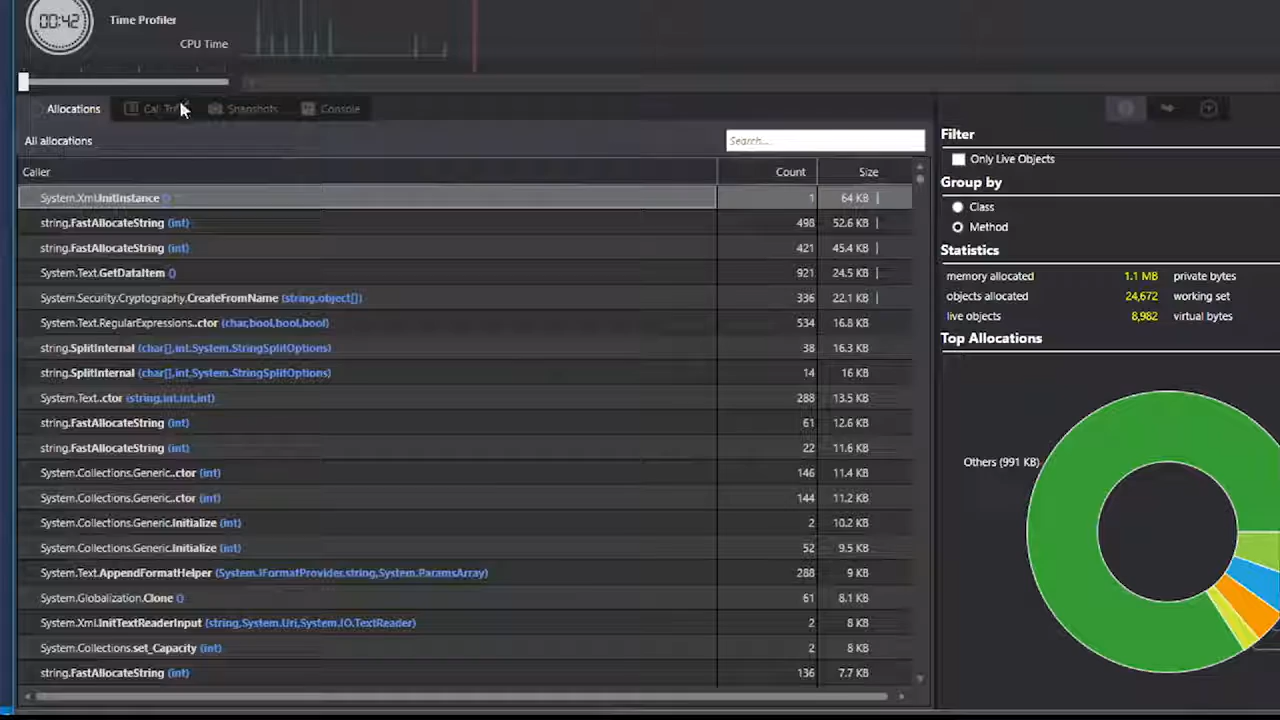 00:42
Time Profiler
CPU Time
Allocations
Snapshots
Console
All allocations
Search...
Caller Count Size
System.Xml.UnitInstance () 1 64 KB
string.FastAllocateString (int) 498 52.6 KB
string.FastAllocateString (int) 421 45.4 KB
System.Text.GetDataItem () 921 24.5 KB
System.Security.Cryptography.CreateFromName (string,object[]) 336 22.1 KB
System.Text.RegularExpressions..ctor (char,bool,bool,bool) 534 16.8 KB
string.SplitInternal (char[],int,System.StringSplitOptions) 38 16.3 KB
string.SplitInternal (char[],int,System.StringSplitOptions) 14 16 KB
System.Text..ctor (string,int,int,int) 288 13.5 KB
string.FastAllocateString (int) 61 12.6 KB
string.FastAllocateString (int) 22 11.6 KB
System.Collections.Generic..ctor (int) 146 11.4 KB
System.Collections.Generic..ctor (int) 144 11.2 KB
System.Collections.Generic.Initialize (int) 2 10.2 KB
System.Collections.Generic.Initialize (int) 52 9.5 KB
System.Text.AppendFormatHelper (System.IFormatProvider,string,System.ParamsArray) 288 9 KB
System.Globalization.Clone () 61 8.1 KB
System.Xml.InitTextReaderInput (string,System.Uri,System.IO.TextReader) 2 8 KB
System.Collections.set_Capacity (int) 2 8 KB
string.FastAllocateString (int) 136 7.7 KB
Filter
Only Live Objects
Group by
Class
Method
Statistics
memory allocated 1.1 MB private bytes
objects allocated 24,672 working set
live objects 8,982 virtual bytes
Top Allocations
Others (991 KB)